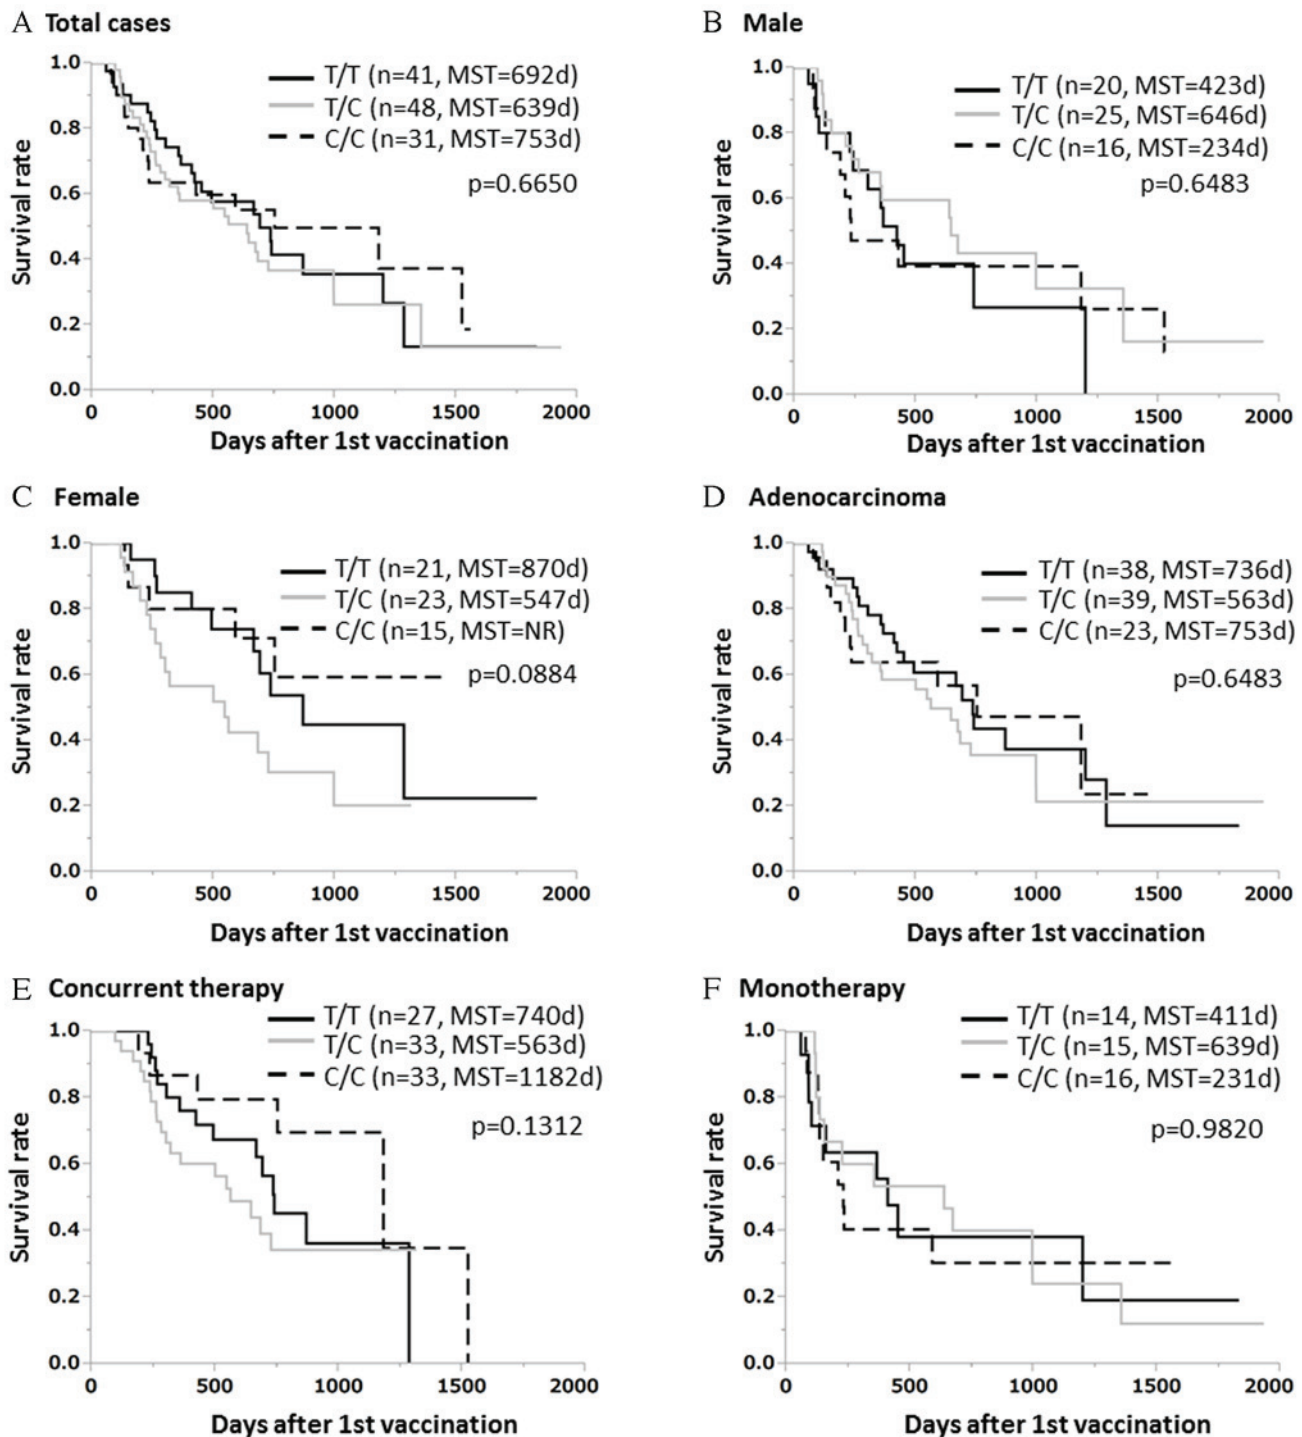 A Total cases
T/T (n=41, MST=692d)
T/C (n=48, MST=639d)
C/C (n=31, MST=753d)
p=0.6650
Survival rate
1.0
0.8
0.6
0.4
0.2
0.0
0 500 1000 1500 2000
Days after 1st vaccination
B Male
T/T (n=20, MST=423d)
T/C (n=25, MST=646d)
C/C (n=16, MST=234d)
p=0.6483
Survival rate
1.0
0.8
0.6
0.4
0.2
0.0
0 500 1000 1500 2000
Days after 1st vaccination
C Female
T/T (n=21, MST=870d)
T/C (n=23, MST=547d)
C/C (n=15, MST=NR)
p=0.0884
Survival rate
1.0
0.8
0.6
0.4
0.2
0.0
0 500 1000 1500 2000
Days after 1st vaccination
D Adenocarcinoma
T/T (n=38, MST=736d)
T/C (n=39, MST=563d)
C/C (n=23, MST=753d)
p=0.6483
Survival rate
1.0
0.8
0.6
0.4
0.2
0.0
0 500 1000 1500 2000
Days after 1st vaccination
E Concurrent therapy
T/T (n=27, MST=740d)
T/C (n=33, MST=563d)
C/C (n=33, MST=1182d)
p=0.1312
Survival rate
1.0
0.8
0.6
0.4
0.2
0.0
0 500 1000 1500 2000
Days after 1st vaccination
F Monotherapy
T/T (n=14, MST=411d)
T/C (n=15, MST=639d)
C/C (n=16, MST=231d)
p=0.9820
Survival rate
1.0
0.8
0.6
0.4
0.2
0.0
0 500 1000 1500 2000
Days after 1st vaccination